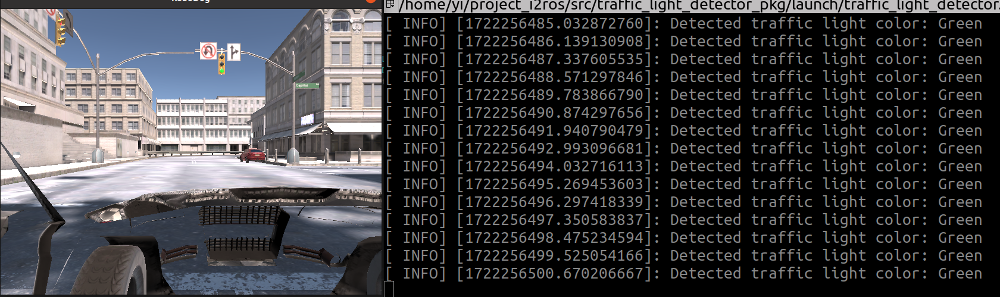 /home/yi/project_i2ros/src/traffic_light_detector_pkg/launch/traffic_light_detector.
Capitol
[ INFO] [1722256485.032872760]: Detected traffic light color: Green
[ INFO] [1722256486.139130908]: Detected traffic light color: Green
[ INFO] [1722256487.337605535]: Detected traffic light color: Green
[ INFO] [1722256488.571297846]: Detected traffic light color: Green
[ INFO] [1722256489.783866790]: Detected traffic light color: Green
[ INFO] [1722256490.874297656]: Detected traffic light color: Green
[ INFO] [1722256491.940790479]: Detected traffic light color: Green
[ INFO] [1722256492.993096681]: Detected traffic light color: Green
[ INFO] [1722256494.032716113]: Detected traffic light color: Green
[ INFO] [1722256495.269453603]: Detected traffic light color: Green
[ INFO] [1722256496.297418339]: Detected traffic light color: Green
[ INFO] [1722256497.350583837]: Detected traffic light color: Green
[ INFO] [1722256498.475234594]: Detected traffic light color: Green
[ INFO] [1722256499.525054166]: Detected traffic light color: Green
[ INFO] [1722256500.670206667]: Detected traffic light color: Green